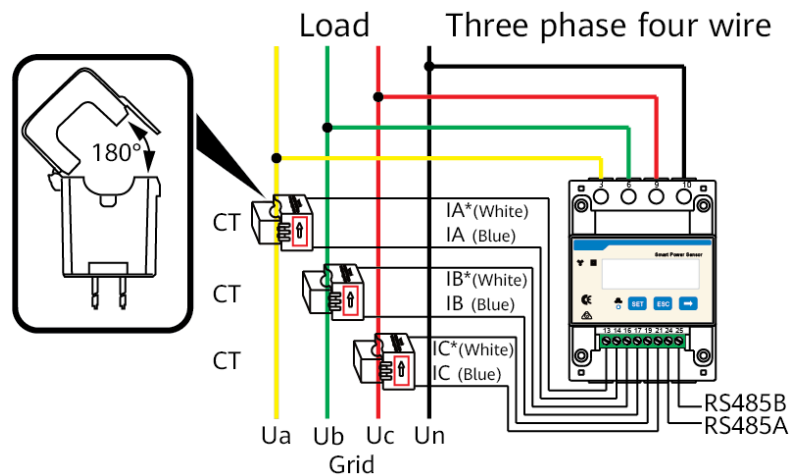 Load
Three phase four wire
180°
3 6 9 10
CT
IA*(White)
IA (Blue)
Smart Power Sensor
CT
IB*(White)
IB (Blue)
SET ESC →
13 14 16 17 19 21 24 25
CT
IC*(White)
IC (Blue)
RS485B
RS485A
Ua Ub Uc Un
Grid